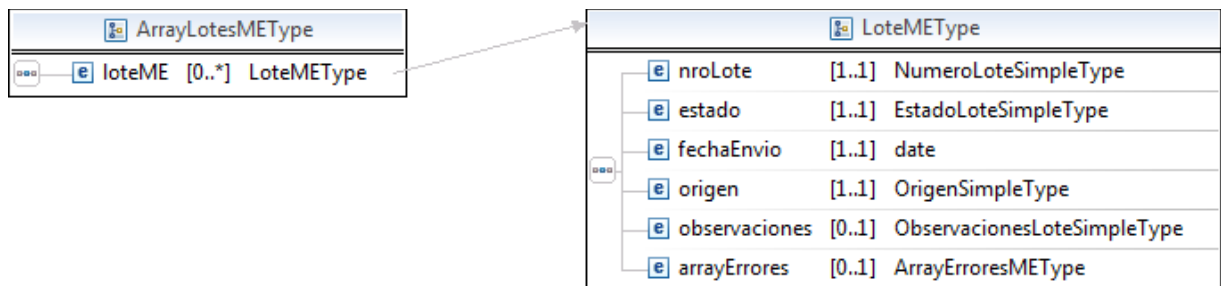 ArrayLotesMEType
e loteME [0..*] LoteMEType
LoteMEType
e nroLote [1..1] NumeroLoteSimpleType
e estado [1..1] EstadoLoteSimpleType
e fechaEnvio [1..1] date
e origen [1..1] OrigenSimpleType
e observaciones [0..1] ObservacionesLoteSimpleType
e arrayErrores [0..1] ArrayErroresMEType